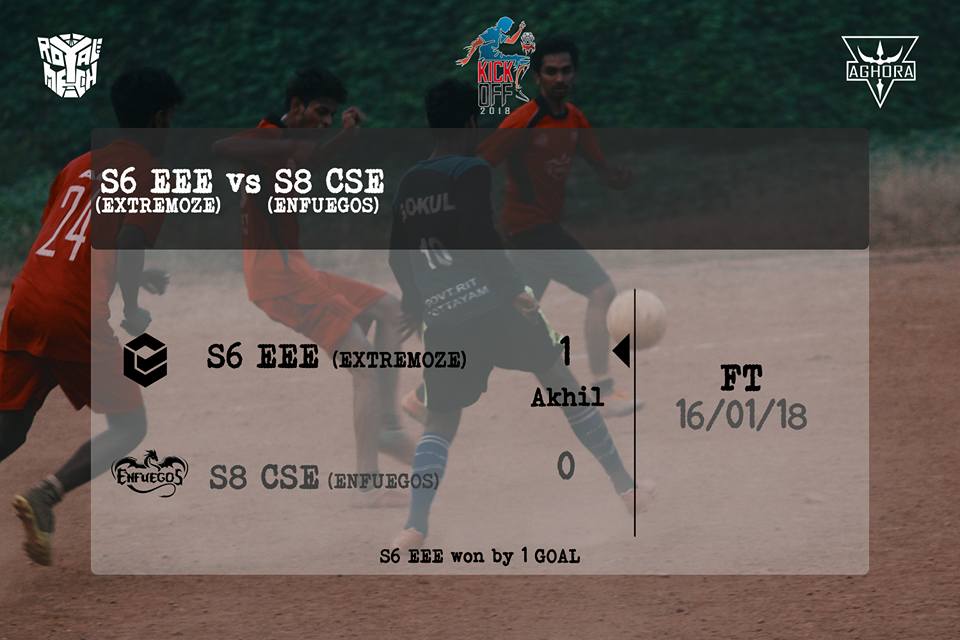 ROYAL MECH
KICK
OFF
2018
AGHORA
S6 EEE vs S8 CSE
(EXTREMOZE) (ENFUEGOS)
24
GOKUL
10
GOVT.RIT
KOTTAYAM
S6 EEE (EXTREMOZE) 1
Akhil
FT
16/01/18
ENFUEGOS
S8 CSE (ENFUEGOS) 0
S6 EEE won by 1 GOAL